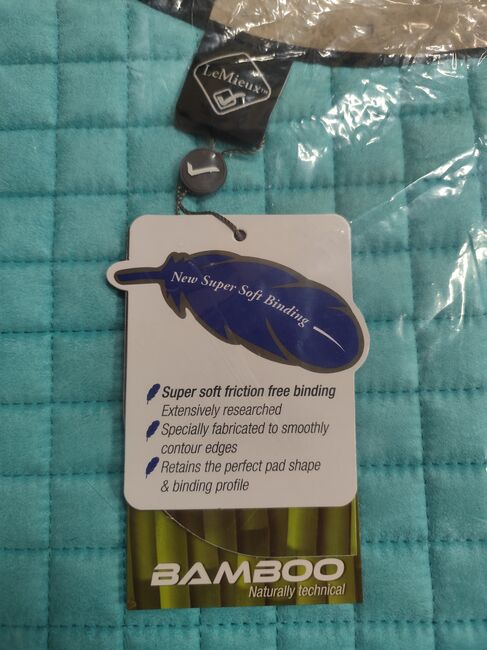 LeMieux™
New Super Soft Binding
Super soft friction free binding
Extensively researched
Specially fabricated to smoothly
contour edges
Retains the perfect pad shape
& binding profile
BAMBOO
Naturally technical